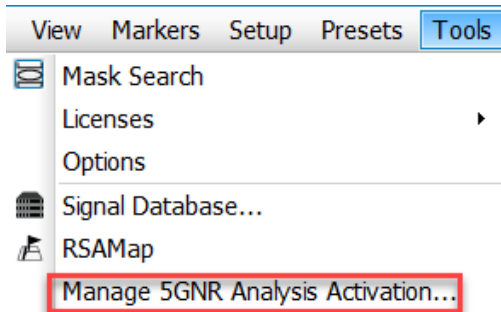 View Markers Setup Presets Tools
Mask Search
Licenses
Options
Signal Database...
RSAMap
Manage 5GNR Analysis Activation...